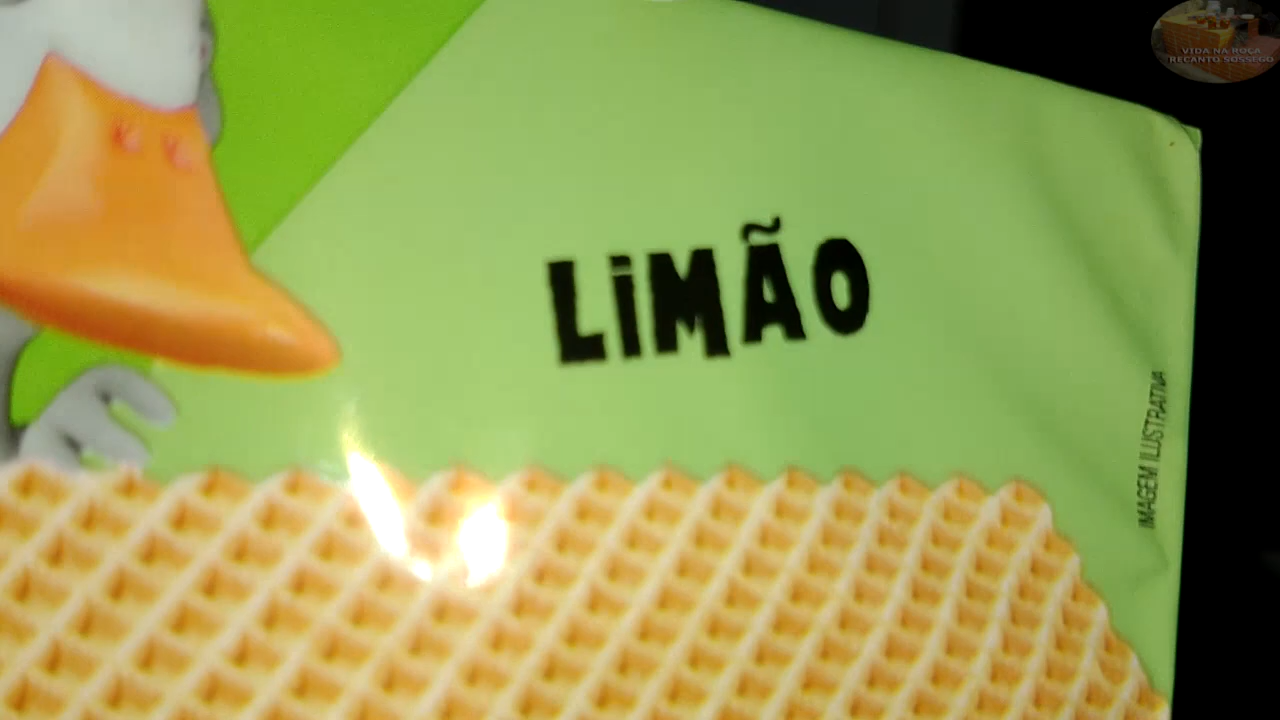 VIDA NA ROÇA
RECANTO SOSSEGO
LIMÃO
IMAGEM ILUSTRATIVA